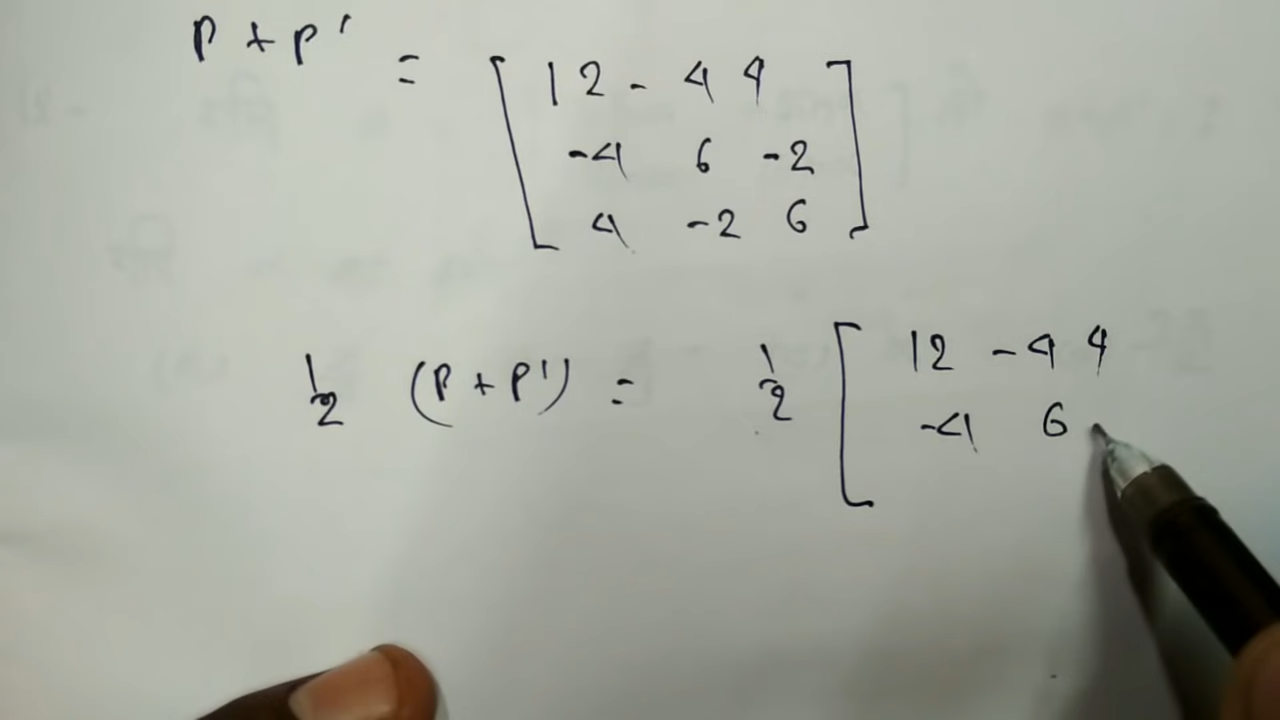 P + P' = [ 12 -4 4
-4 6 -2
4 -2 6 ]
1/2 (P + P') = 1/2 [ 12 -4 4
-4 6